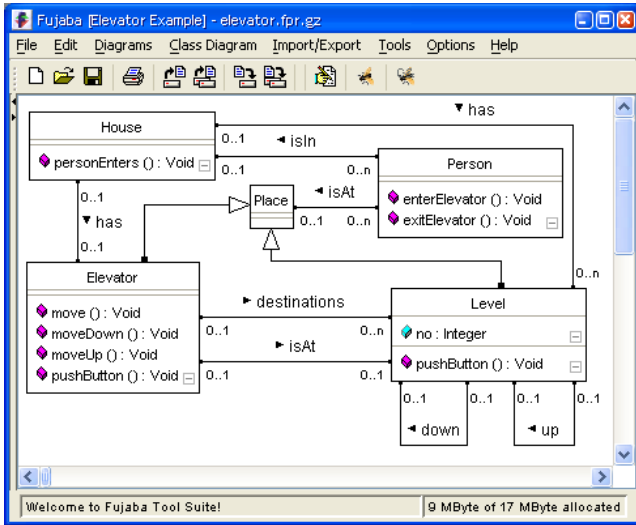 Fujaba [Elevator Example] - elevator.fpr.gz
File Edit Diagrams Class Diagram Import/Export Tools Options Help
▼ has
House
0..1 ◄ isIn
personEnters () : Void
0..1 0..n
Person
Place
◄ isAt
enterElevator () : Void
0..1
0..1 0..n
exitElevator () : Void
▼ has
0..1
0..n
Elevator
► destinations
Level
move () : Void
0..1 0..n
no : Integer
moveDown () : Void
► isAt
moveUp () : Void
pushButton () : Void
pushButton () : Void
0..1 0..1
0..1 0..1 0..1 0..1
◄ down ◄ up
Welcome to Fujaba Tool Suite! 9 MByte of 17 MByte allocated